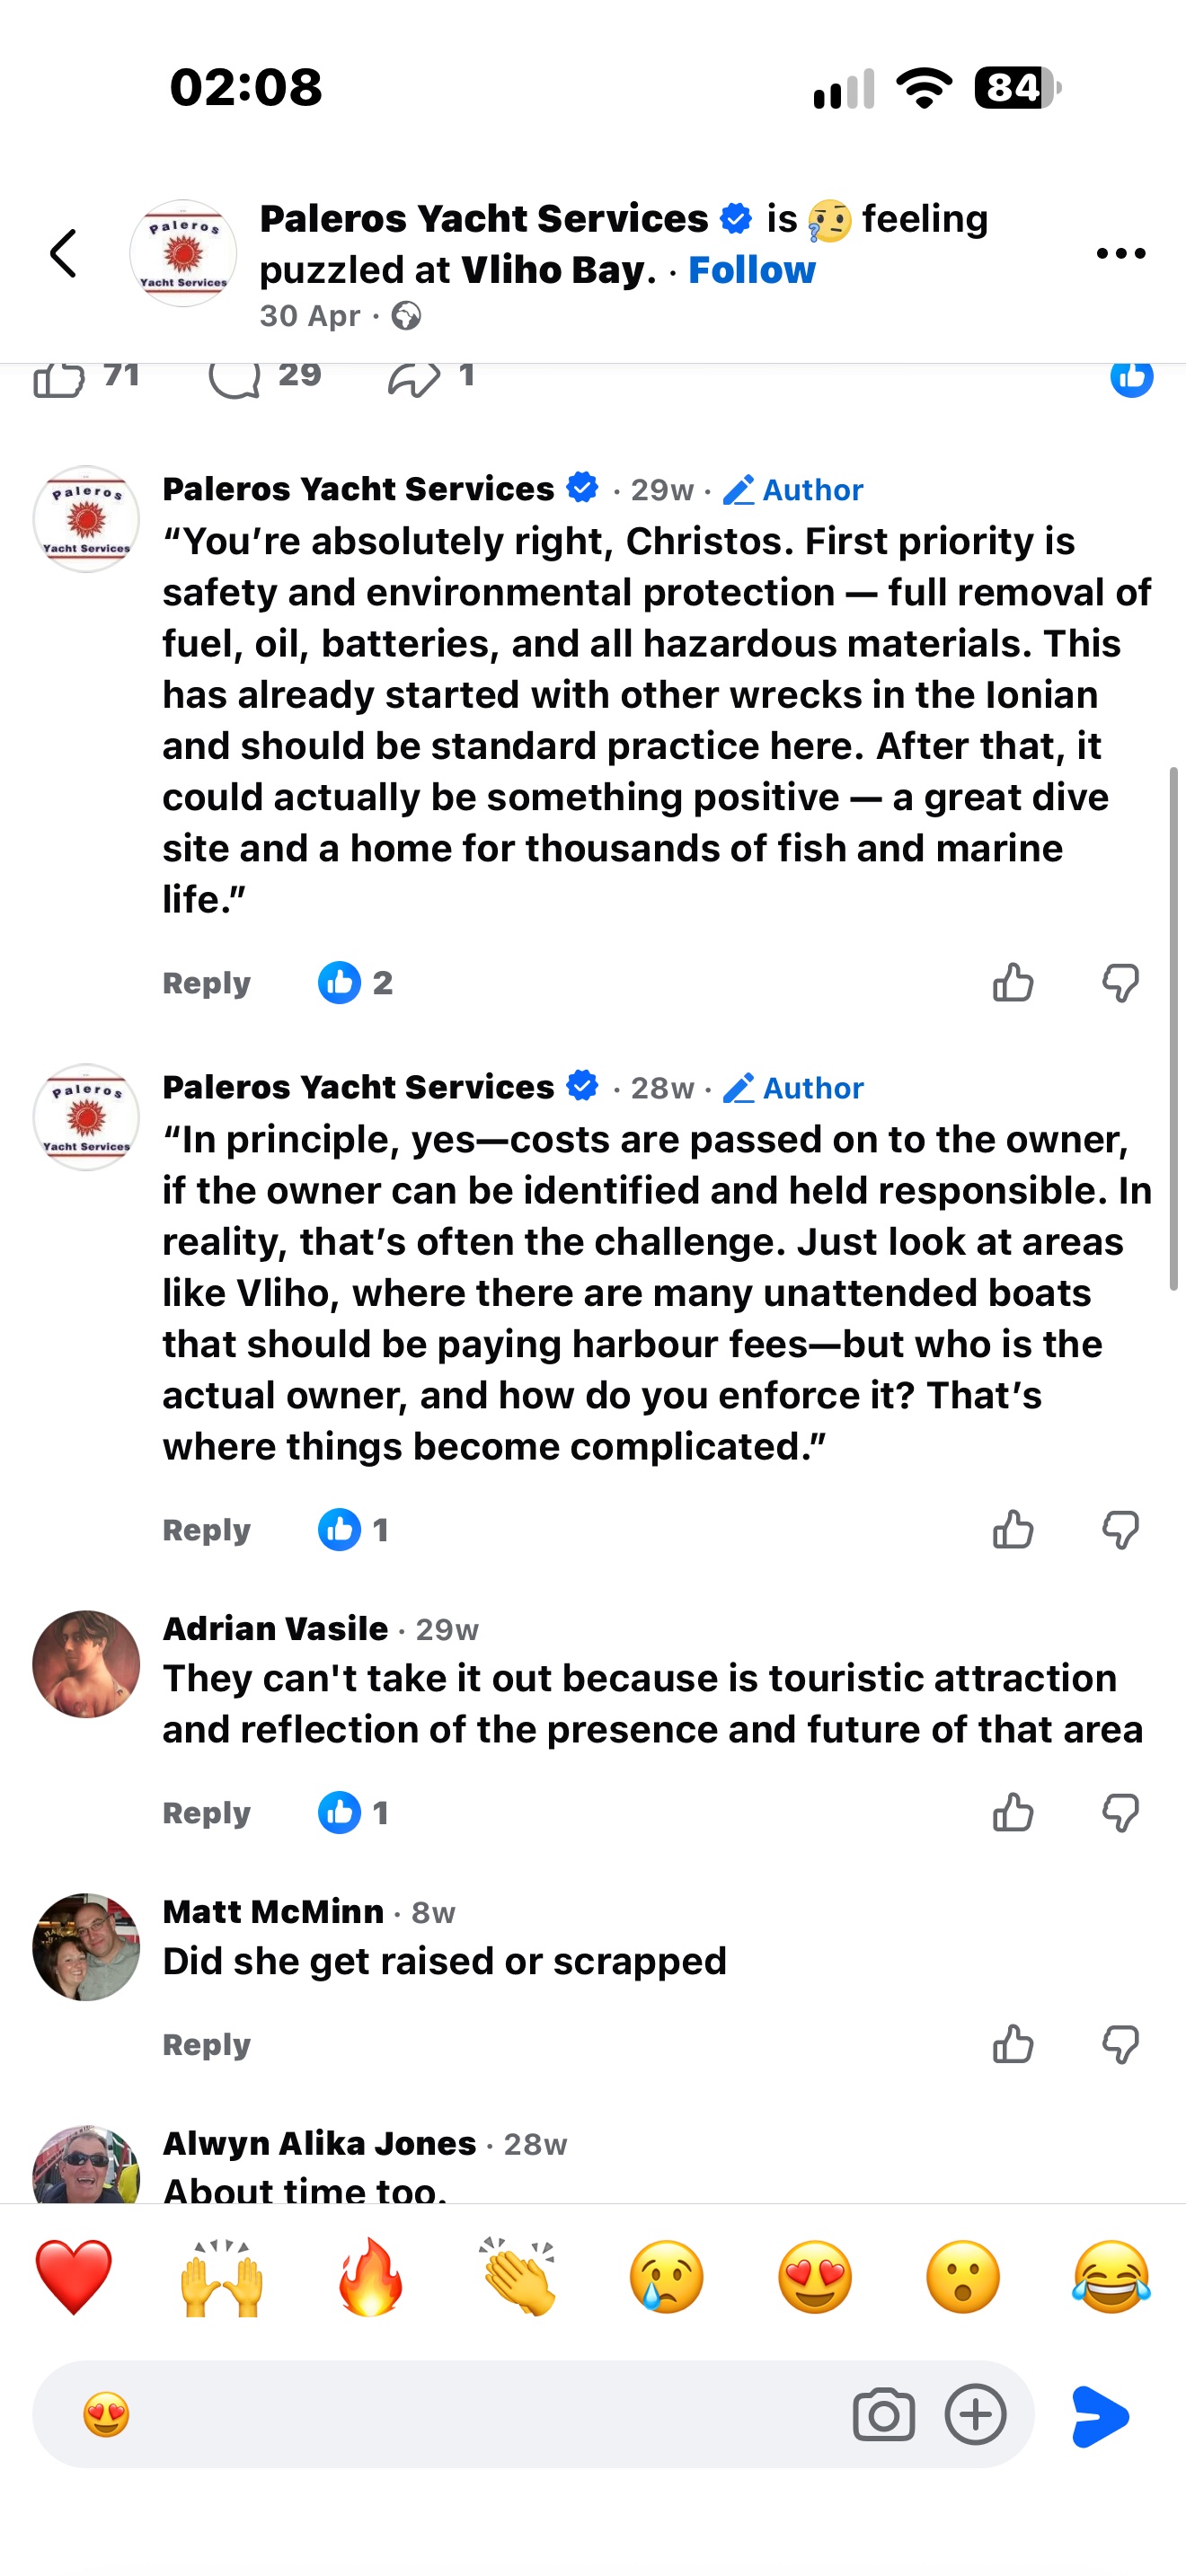 02:08
84
Paleros Yacht Services is 😥 feeling
puzzled at Vliho Bay. · Follow
30 Apr ·
71 29 1
Paleros
Yacht Services
Paleros Yacht Services · 29w · Author
“You’re absolutely right, Christos. First priority is
safety and environmental protection — full removal of
fuel, oil, batteries, and all hazardous materials. This
has already started with other wrecks in the Ionian
and should be standard practice here. After that, it
could actually be something positive — a great dive
site and a home for thousands of fish and marine
life.”
Reply 2
Paleros
Yacht Services
Paleros Yacht Services · 28w · Author
“In principle, yes—costs are passed on to the owner,
if the owner can be identified and held responsible. In
reality, that’s often the challenge. Just look at areas
like Vliho, where there are many unattended boats
that should be paying harbour fees—but who is the
actual owner, and how do you enforce it? That’s
where things become complicated.”
Reply 1
Adrian Vasile · 29w
They can't take it out because is touristic attraction
and reflection of the presence and future of that area
Reply 1
Matt McMinn · 8w
Did she get raised or scrapped
Reply
Alwyn Alika Jones · 28w
About time too.